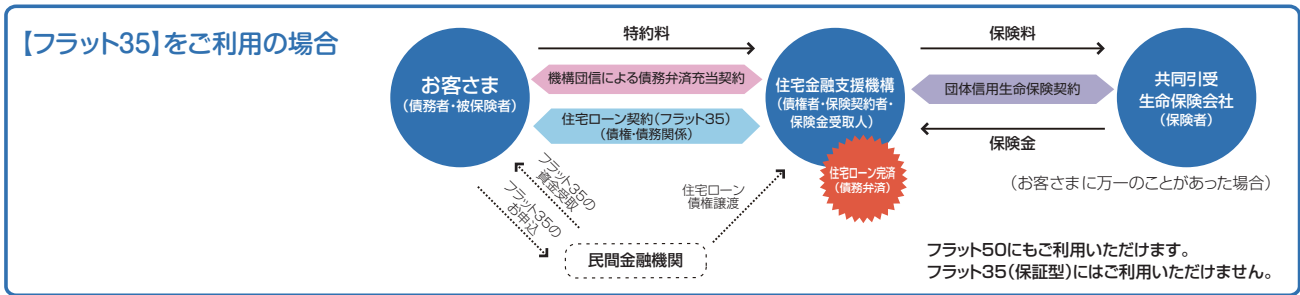 【フラット35】をご利用の場合
特約料
保険料
お客さま
（債務者・被保険者）
機構団信による債務弁済充当契約
住宅ローン契約（フラット35）
（債権・債務関係）
住宅金融支援機構
（債権者・保険契約者・
保険金受取人）
団体信用生命保険契約
共同引受
生命保険会社
（保険者）
保険金
住宅ローン完済
（債務弁済）
（お客さまに万一のことがあった場合）
フラット35の
資金受取
フラット35の
お申込
住宅ローン
債権譲渡
民間金融機関
フラット50にもご利用いただけます。
フラット35（保証型）にはご利用いただけません。